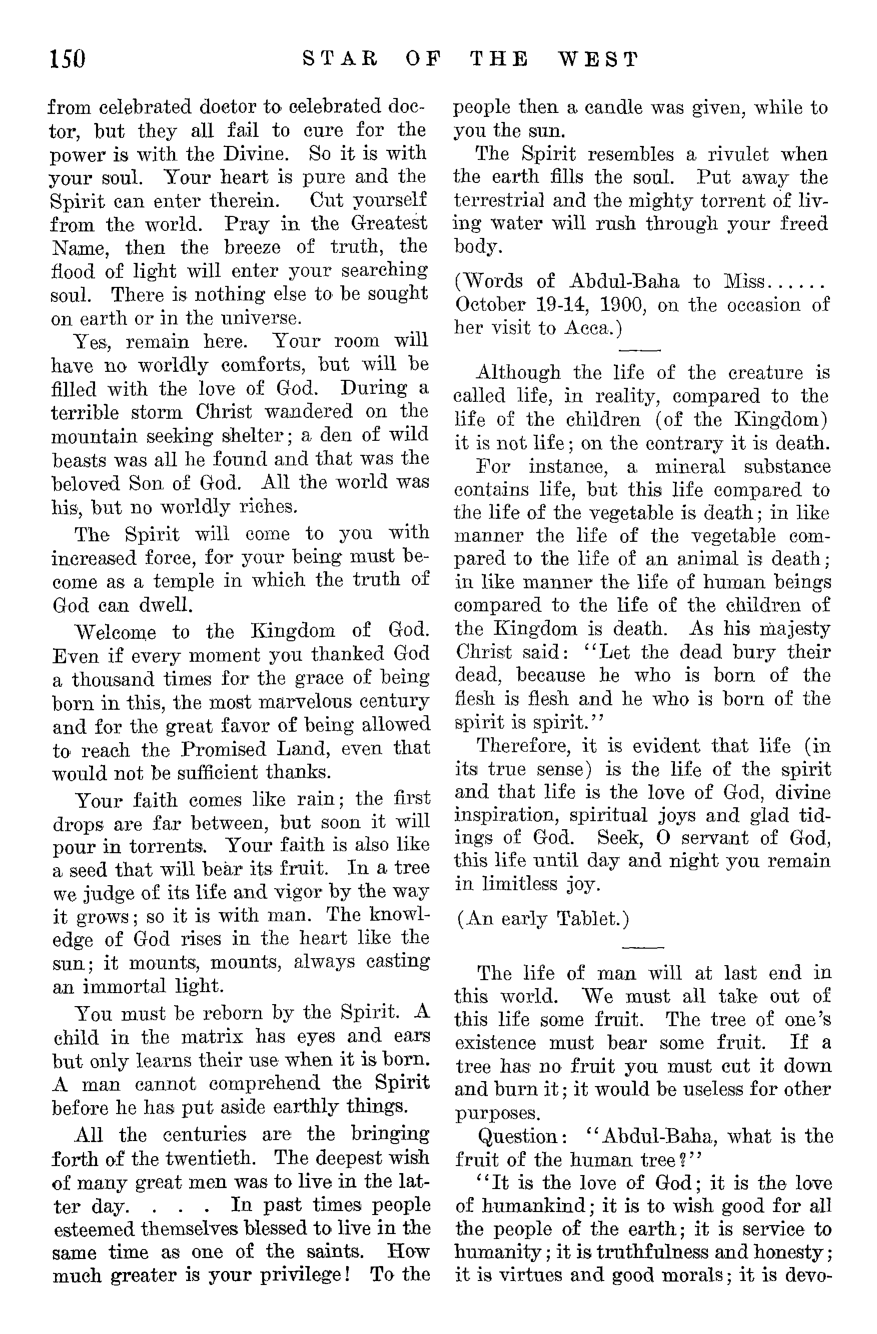 150 STAR OF THE WEST
from celebrated doctor to celebrated doc-
tor, but they all fail to cure for the
power is with the Divine. So it is with
your soul. Your heart is pure and the
Spirit can enter therein. Cut yourself
from the world. Pray in the Greatest
Name, then the breeze of truth, the
flood of light will enter your searching
soul. There is nothing else to be sought
on earth or in the universe.
Yes, remain here. Your room will
have no worldly comforts, but will be
filled with the love of God. During a
terrible storm Christ wandered on the
mountain seeking shelter; a den of wild
beasts was all he found and that was the
beloved Son of God. All the world was
his, but no worldly riches.
The Spirit will come to you with
increased force, for your being must be-
come as a temple in which the truth of
God can dwell.
Welcome to the Kingdom of God.
Even if every moment you thanked God
a thousand times for the grace of being
born in this, the most marvelous century
and for the great favor of being allowed
to reach the Promised Land, even that
would not be sufficient thanks.
Your faith comes like rain; the first
drops are far between, but soon it will
pour in torrents. Your faith is also like
a seed that will bear its fruit. In a tree
we judge of its life and vigor by the way
it grows; so it is with man. The knowl-
edge of God rises in the heart like the
sun; it mounts, mounts, always casting
an immortal light.
You must be reborn by the Spirit. A
child in the matrix has eyes and ears
but only learns their use when it is born.
A man cannot comprehend the Spirit
before he has put aside earthly things.
All the centuries are the bringing
forth of the twentieth. The deepest wish
of many great men was to live in the lat-
ter day. . . . . In past times people
esteemed themselves blessed to live in the
same time as one of the saints. How
much greater is your privilege! To the
people then a candle was given, while to
you the sun.
The Spirit resembles a rivulet when
the earth fills the soul. Put away the
terrestrial and the mighty torrent of liv-
ing water will rush through your freed
body.
(Words of Abdul-Baha to Miss......
October 19-14, 1900, on the occasion of
her visit to Acca.)
Although the life of the creature is
called life, in reality, compared to the
life of the children (of the Kingdom)
it is not life; on the contrary it is death.
For instance, a mineral substance
contains life, but this life compared to
the life of the vegetable is death; in like
manner the life of the vegetable com-
pared to the life of an animal is death;
in like manner the life of human beings
compared to the life of the children of
the Kingdom is death. As his majesty
Christ said: "Let the dead bury their
dead, because he who is born of the
flesh is flesh and he who is born of the
spirit is spirit."
Therefore, it is evident that life (in
its true sense) is the life of the spirit
and that life is the love of God, divine
inspiration, spiritual joys and glad tid-
ings of God. Seek, O servant of God,
this life until day and night you remain
in limitless joy.
(An early Tablet.)
The life of man will at last end in
this world. We must all take out of
this life some fruit. The tree of one's
existence must bear some fruit. If a
tree has no fruit you must cut it down
and burn it; it would be useless for other
purposes.
Question: "Abdul-Baha, what is the
fruit of the human tree?"
"It is the love of God; it is the love
of humankind; it is to wish good for all
the people of the earth; it is service to
humanity; it is truthfulness and honesty;
it is virtues and good morals; it is devo-